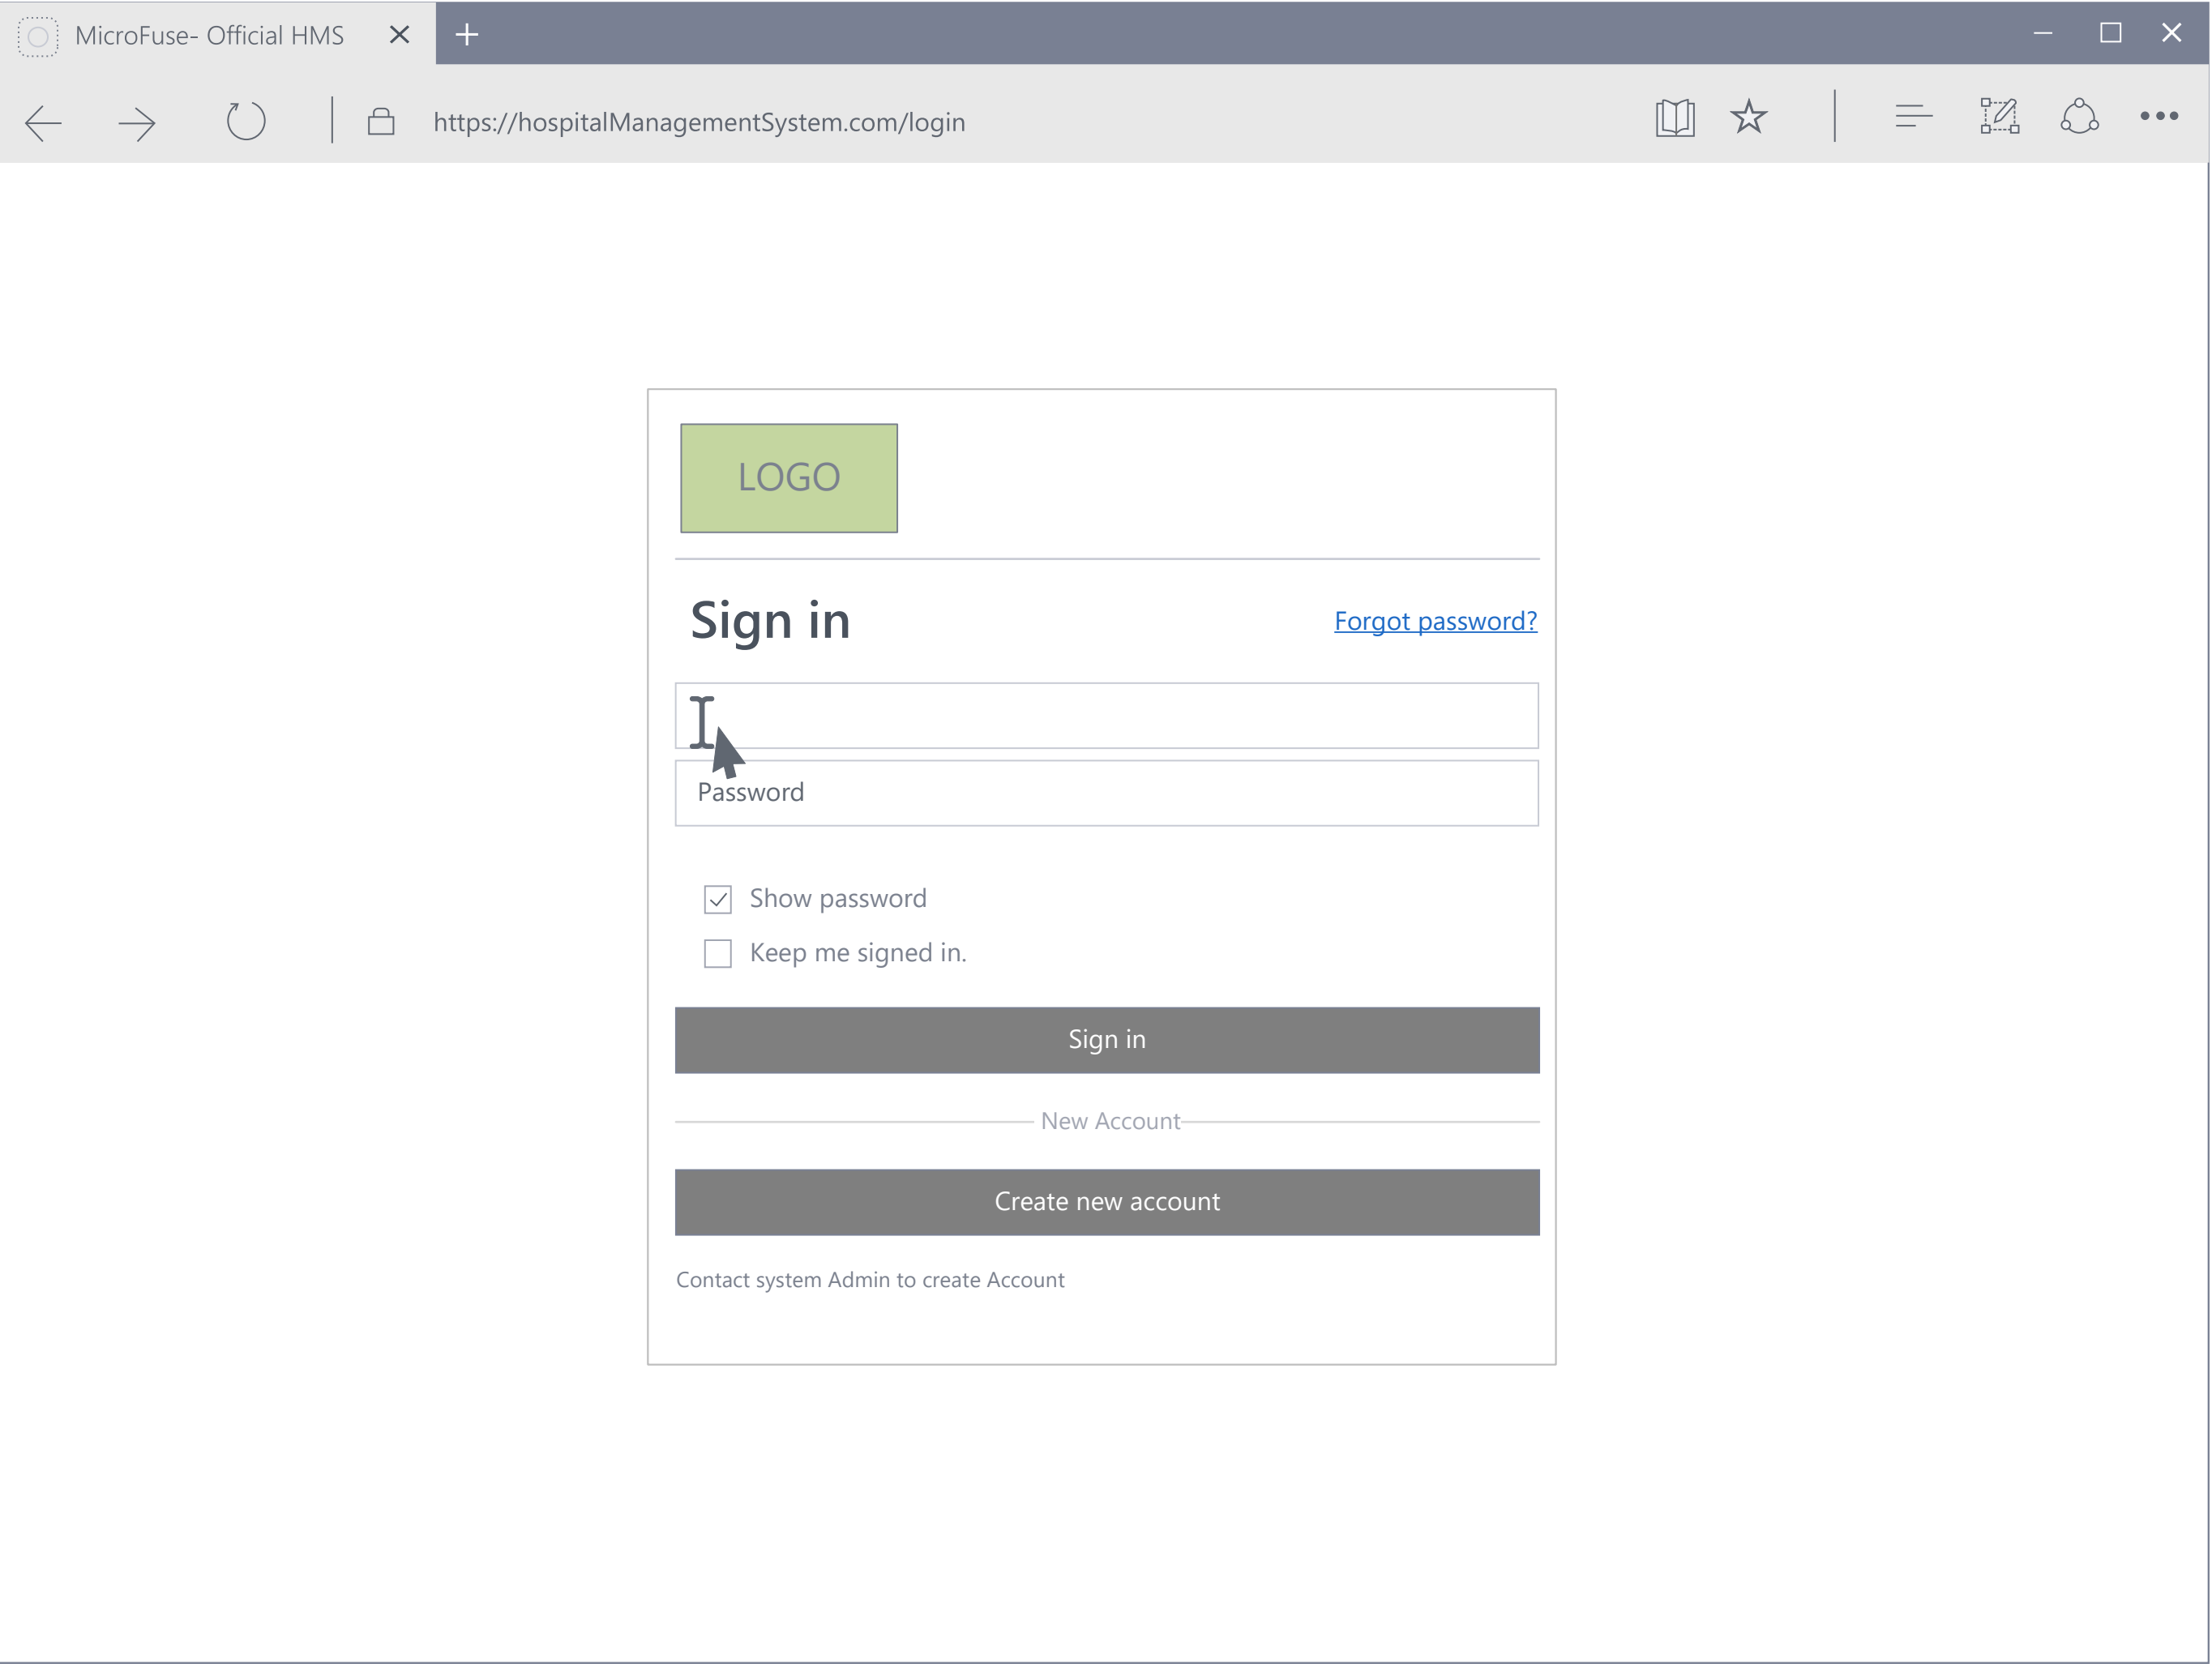 MicroFuse- Official HMS
https://hospitalManagementSystem.com/login
LOGO
Sign in
Forgot password?
Password
Show password
Keep me signed in.
Sign in
New Account
Create new account
Contact system Admin to create Account